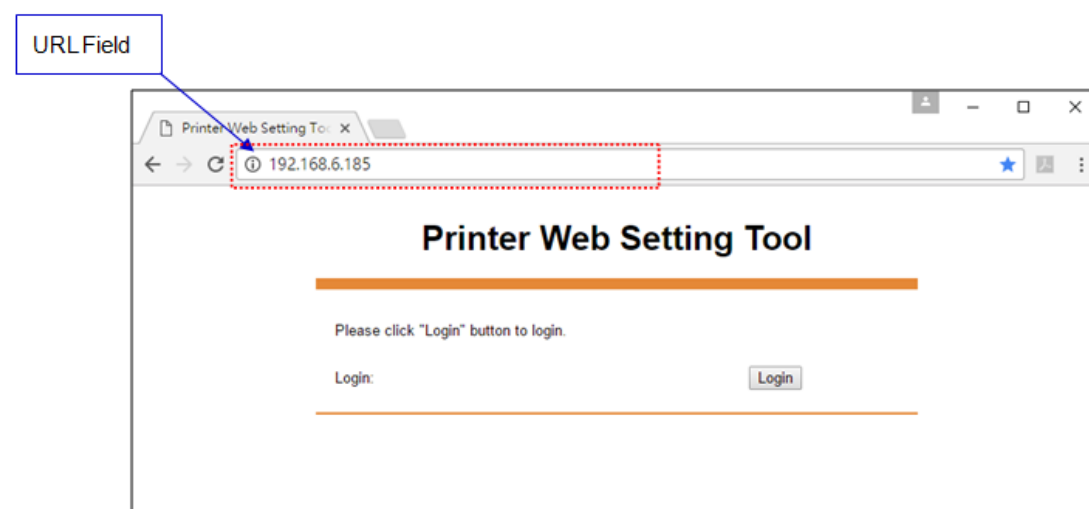 URL Field
Printer Web Setting Too
192.168.6.185
Printer Web Setting Tool
Please click "Login" button to login.
Login:
Login